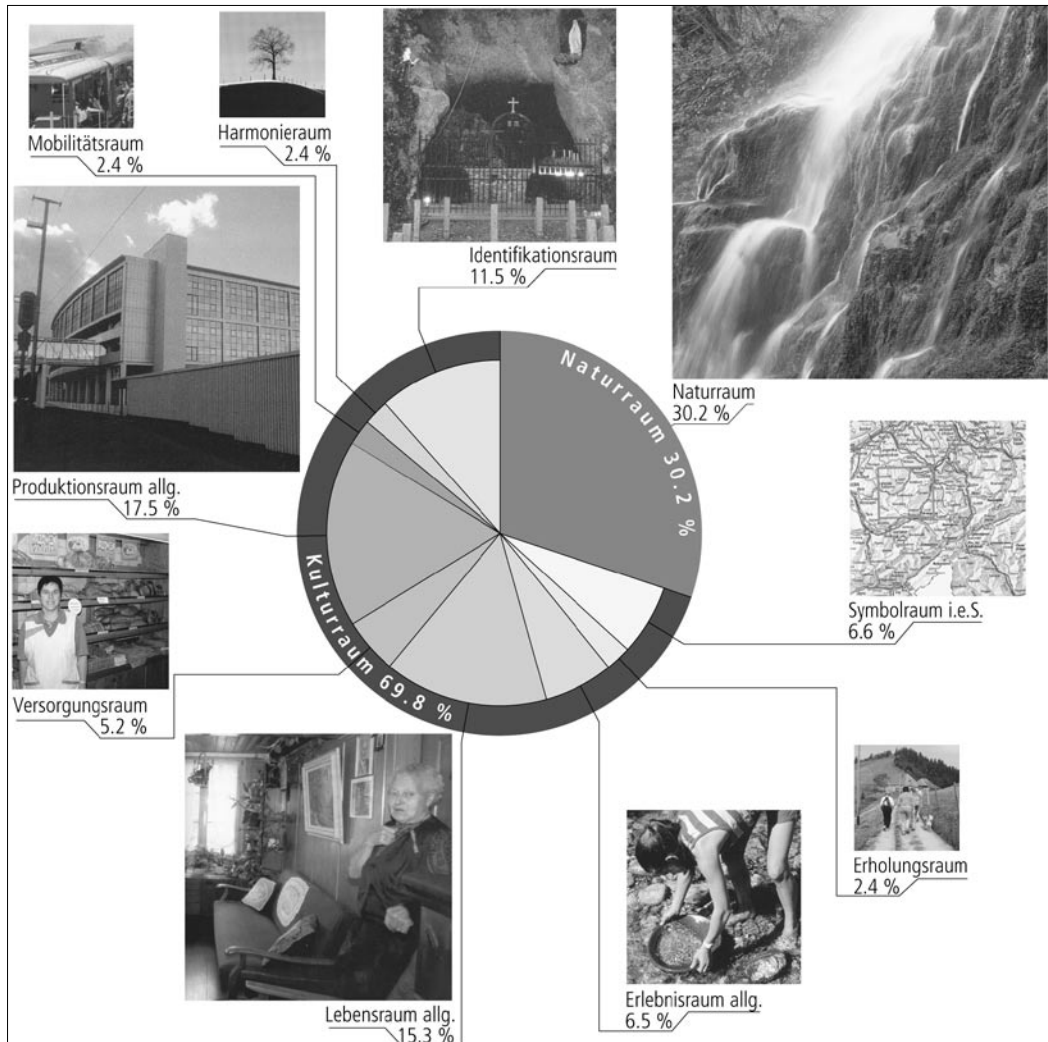 Mobilitätsraum
2.4 %
Harmonieraum
2.4 %
Identifikationsraum
11.5 %
Naturraum
30.2 %
Produktionsraum allg.
17.5 %
Naturraum 30.2 %
Kulturraum 69.8 %
Symbolraum i.e.S.
6.6 %
Versorgungsraum
5.2 %
Erholungsraum
2.4 %
Erlebnisraum allg.
6.5 %
Lebensraum allg.
15.3 %